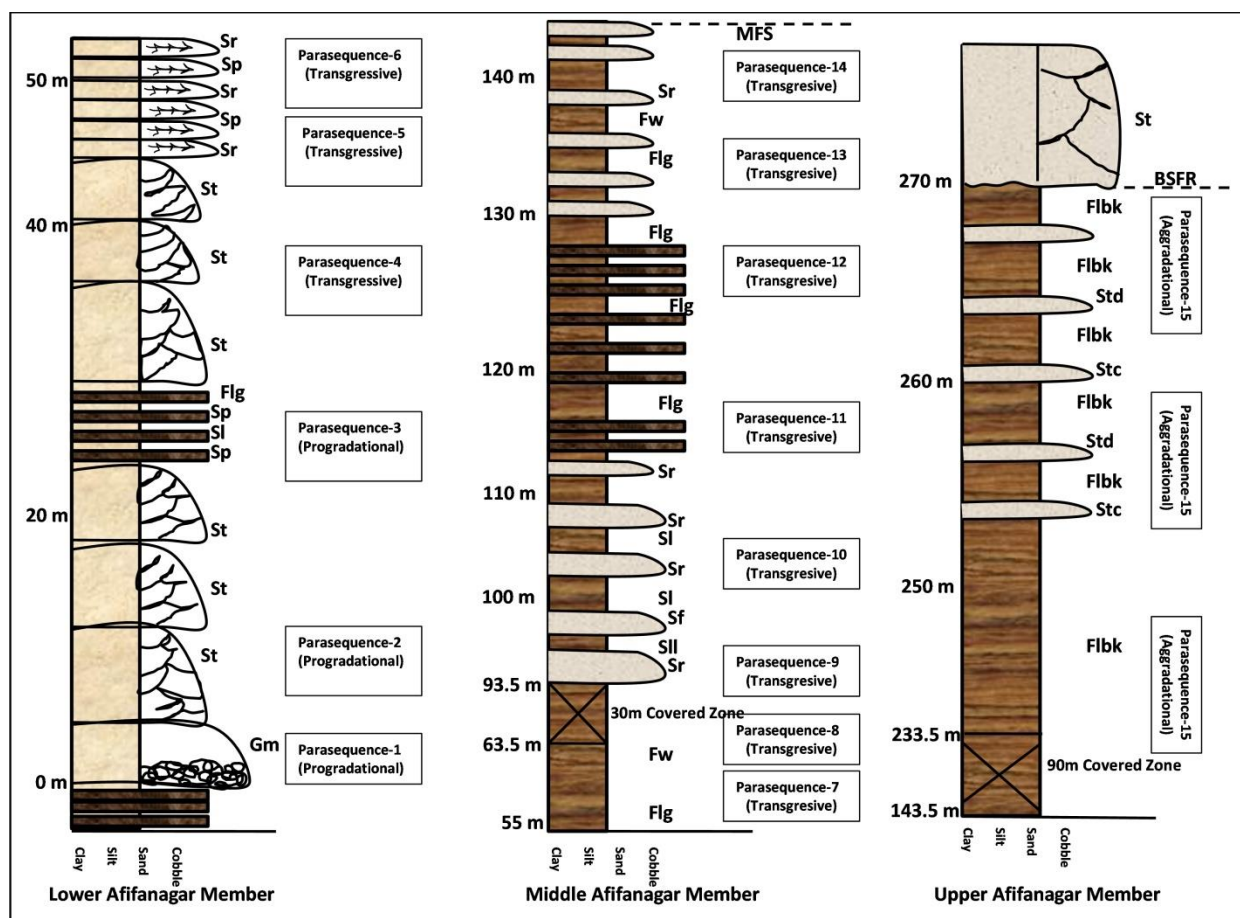 Sr
Sp
Sr
Sp
Sr
50 m
Parasequence-6
(Transgressive)
Parasequence-5
(Transgressive)
St
40 m
St
Parasequence-4
(Transgressive)
St
Flg
Sp
Sl
Sp
Parasequence-3
(Progradational)
20 m
St
St
St
Parasequence-2
(Progradational)
Gm
Parasequence-1
(Progradational)
0 m
Clay
Silt
Sand
Cobble
Lower Afifanagar Member
MFS
140 m
Parasequence-14
(Transgresive)
Sr
Fw
Flg
Parasequence-13
(Transgresive)
130 m
Flg
Parasequence-12
(Transgresive)
Flg
120 m
Flg
Parasequence-11
(Transgresive)
Sr
110 m
Sr
Sl
Sr
Parasequence-10
(Transgresive)
100 m
Sl
Sf
Sll
Sr
Parasequence-9
(Transgresive)
93.5 m
30m Covered Zone
63.5 m
Parasequence-8
(Transgresive)
Fw
Parasequence-7
(Transgresive)
Flg
55 m
Clay
Silt
Sand
Cobble
Middle Afifanagar Member
St
270 m
BSFR
Flbk
Parasequence-15
(Aggradational)
Flbk
Std
Flbk
260 m
Stc
Flbk
Parasequence-15
(Aggradational)
Std
Flbk
Stc
250 m
Flbk
Parasequence-15
(Aggradational)
233.5 m
90m Covered Zone
143.5 m
Clay
Silt
Sand
Cobble
Upper Afifanagar Member